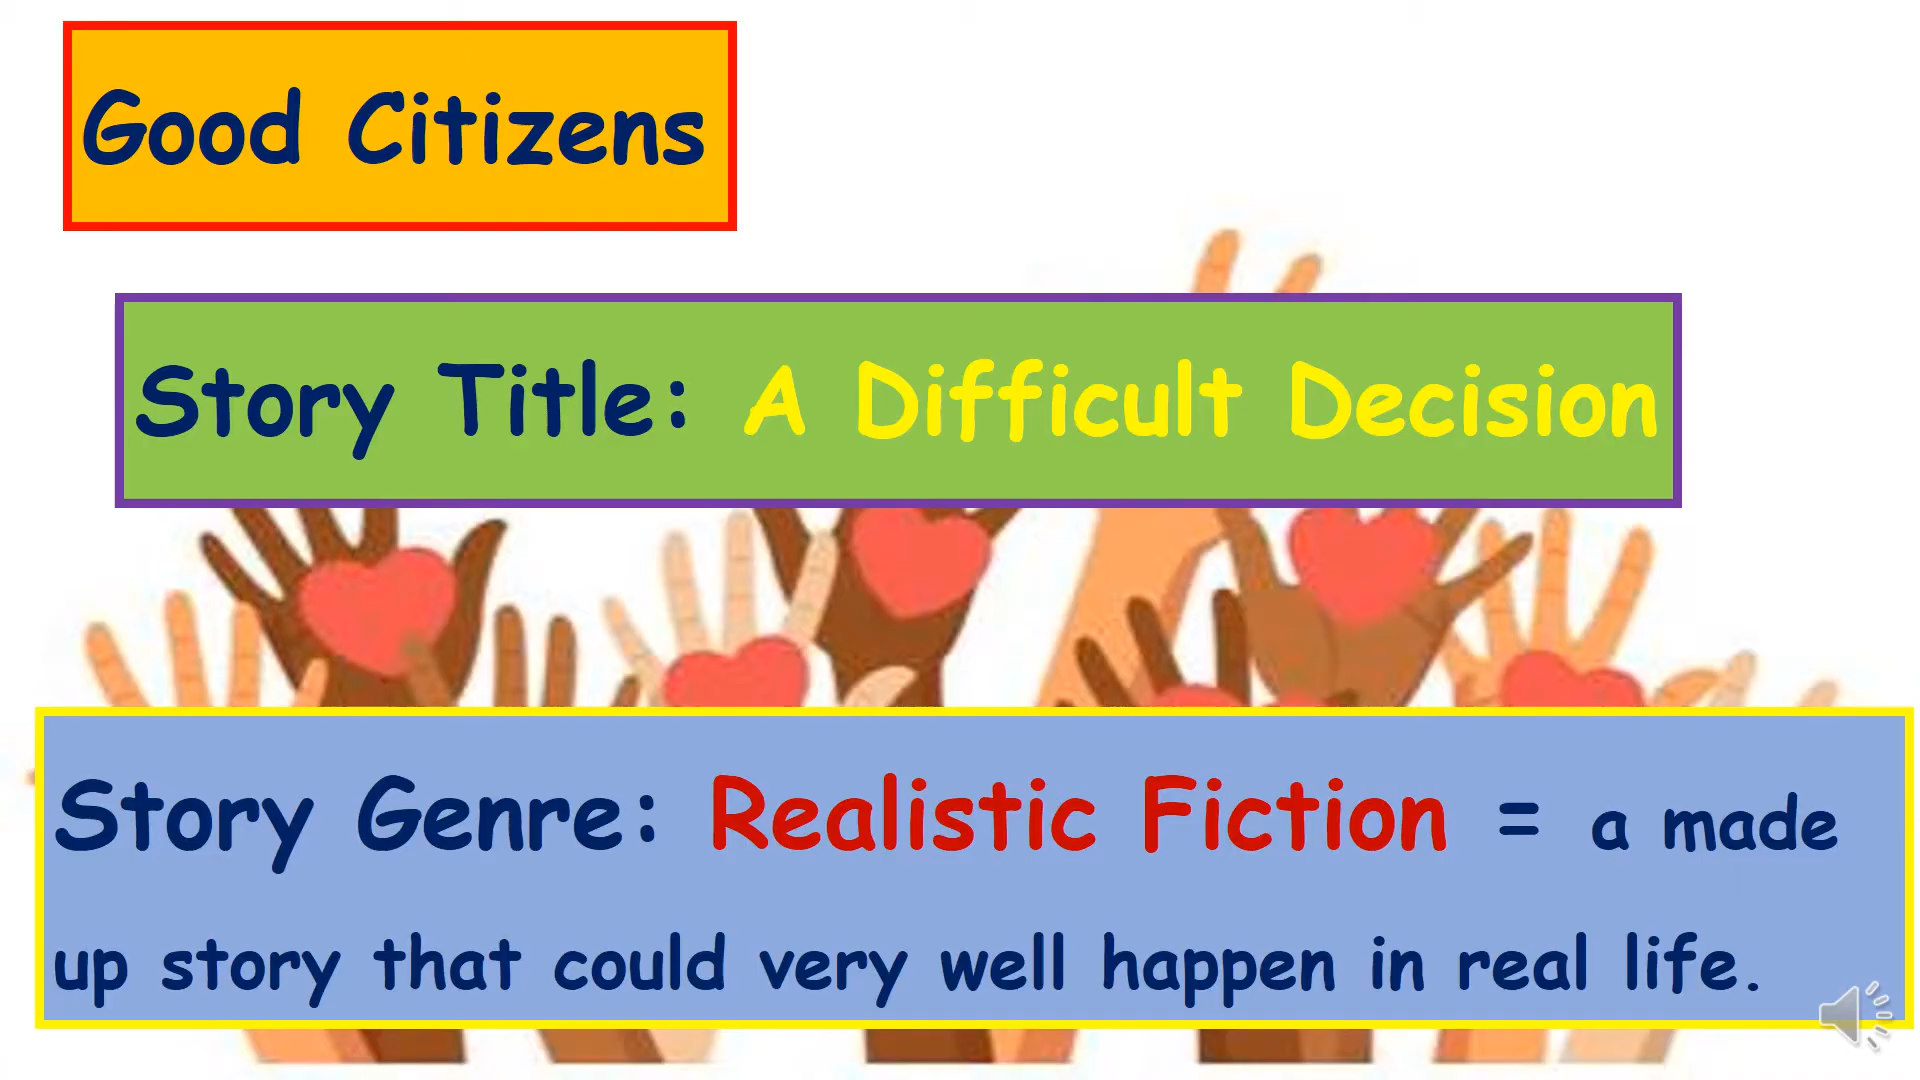 Good Citizens
Story Title: A Difficult Decision
Story Genre: Realistic Fiction = a made
up story that could very well happen in real life.